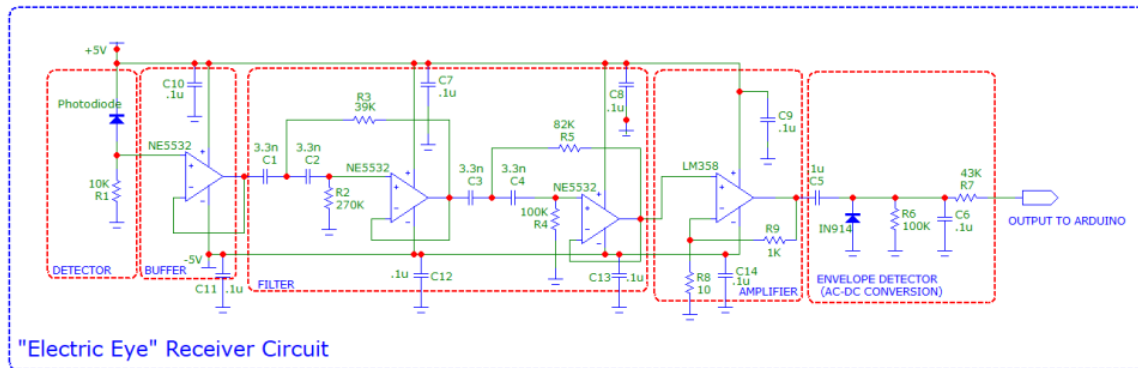 +5V
C10
.1u
Photodiode
NE5532
10K
R1
DETECTOR
BUFFER
-5V
C11
.1u
R3
39K
C7
.1u
3.3n
C1
3.3n
C2
NE5532
R2
270K
3.3n
C3
3.3n
C4
82K
R5
C8
.1u
NE5532
100K
R4
FILTER
.1u
C12
C13
.1u
LM358
C9
.1u
R9
1K
R8
10
C14
.1u
AMPLIFIER
1u
C5
IN914
R6
100K
C6
.1u
43K
R7
OUTPUT TO ARDUINO
ENVELOPE DETECTOR
(AC-DC CONVERSION)
"Electric Eye" Receiver Circuit